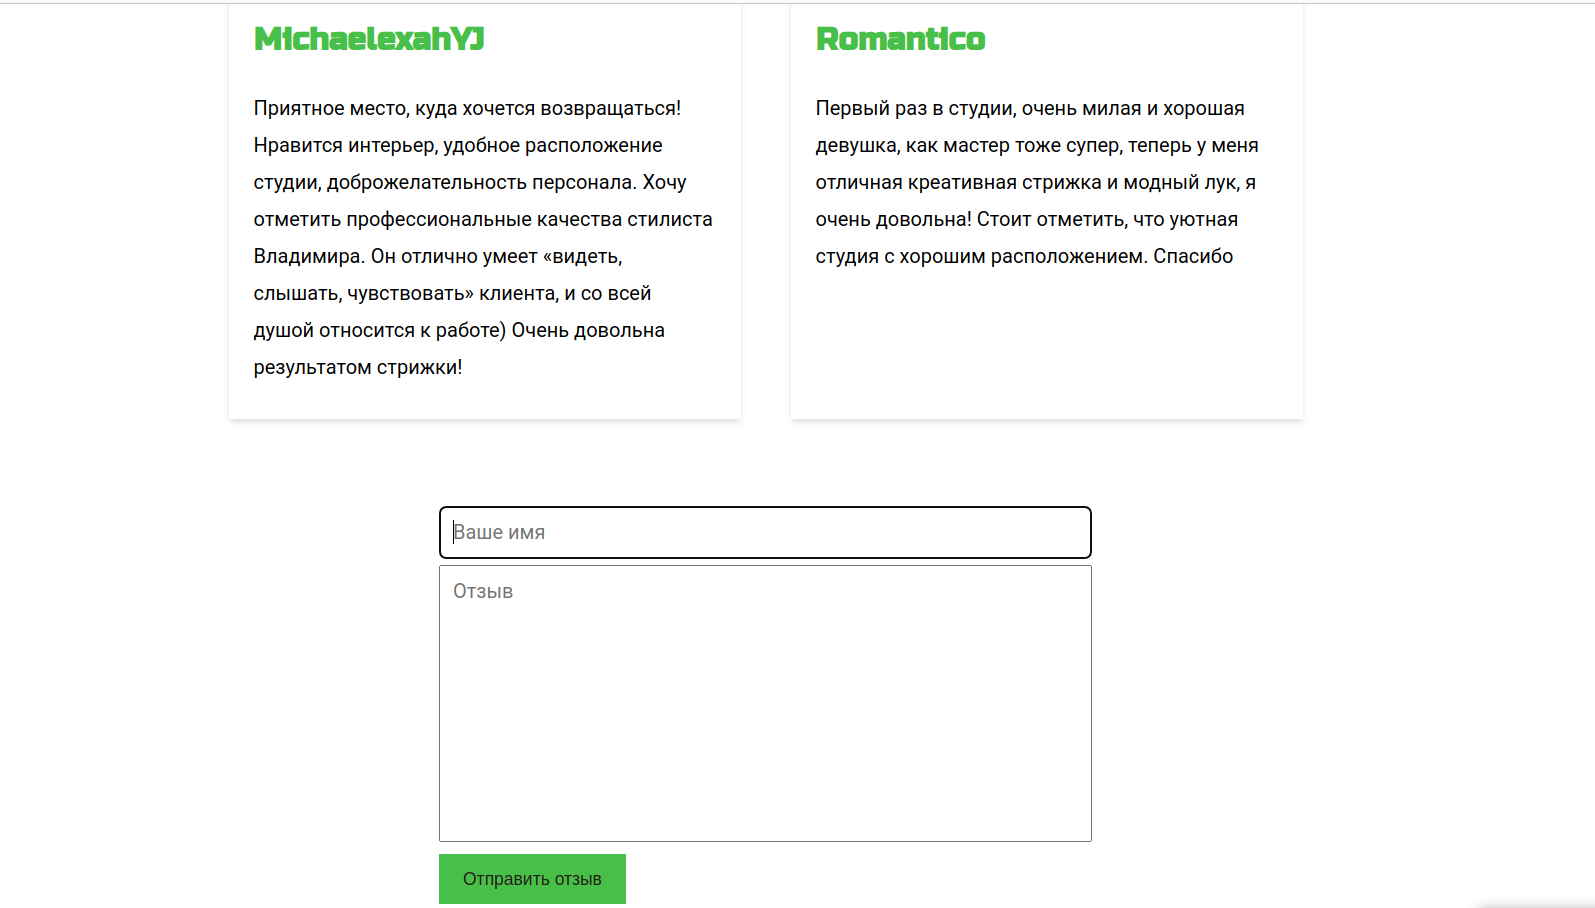 MichaelexahYJ
Приятное место, куда хочется возвращаться!
Нравится интерьер, удобное расположение
студии, доброжелательность персонала. Хочу
отметить профессиональные качества стилиста
Владимира. Он отлично умеет «видеть,
слышать, чувствовать» клиента, и со всей
душой относится к работе) Очень довольна
результатом стрижки!
Romantico
Первый раз в студии, очень милая и хорошая
девушка, как мастер тоже супер, теперь у меня
отличная креативная стрижка и модный лук, я
очень довольна! Стоит отметить, что уютная
студия с хорошим расположением. Спасибо
Ваше имя
Отзыв
Отправить отзыв